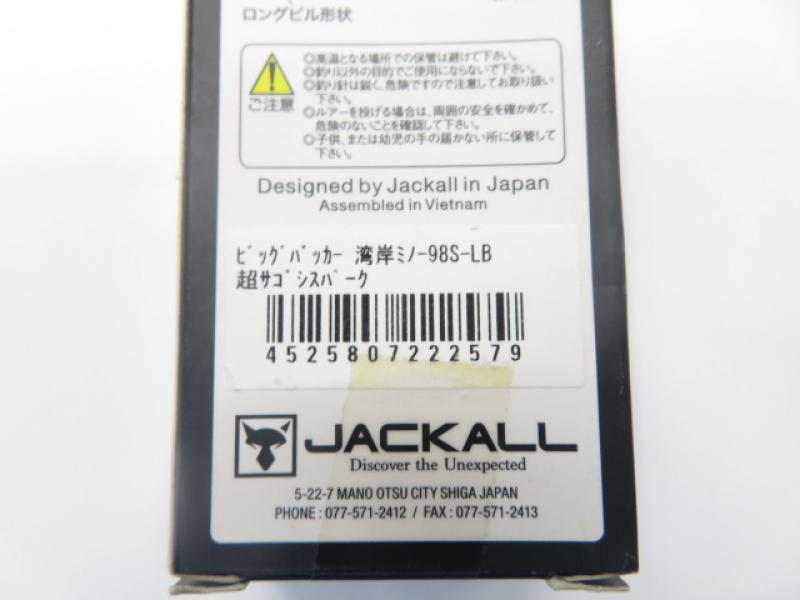 ロングビル形状
ご注意
◎高温となる場所での保管は避けて下さい。
◎釣り以外の目的でご使用にならないで下さい。
◎釣り針は鋭く、危険ですので注意してお取り扱い
下さい。
◎ルアーを投げる場合は、周囲の安全を確かめて、
危険のないことを確認して下さい。
◎子供、または幼児の手の届かない所に保管して
下さい。
Designed by Jackall in Japan
Assembled in Vietnam
ﾋﾞｯｸﾞﾊﾞｯｶｰ 湾岸ﾐﾉｰ98S-LB
超ｻｺﾞｼｽﾊﾟｰｸ
4525807222579
JACKALL
Discover the Unexpected
5-22-7 MANO OTSU CITY SHIGA JAPAN
PHONE : 077-571-2412 / FAX : 077-571-2413